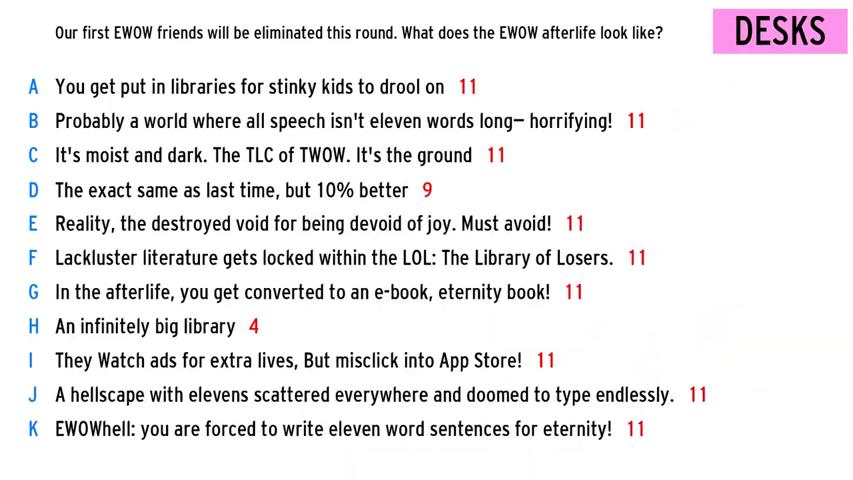 Our first EWOW friends will be eliminated this round. What does the EWOW afterlife look like?
DESKS
A You get put in libraries for stinky kids to drool on 11
B Probably a world where all speech isn't eleven words long— horrifying! 11
C It's moist and dark. The TLC of TWOW. It's the ground 11
D The exact same as last time, but 10% better 9
E Reality, the destroyed void for being devoid of joy. Must avoid! 11
F Lackluster literature gets locked within the LOL: The Library of Losers. 11
G In the afterlife, you get converted to an e-book, eternity book! 11
H An infinitely big library 4
I They Watch ads for extra lives, But misclick into App Store! 11
J A hellscape with elevens scattered everywhere and doomed to type endlessly. 11
K EWOWhell: you are forced to write eleven word sentences for eternity! 11